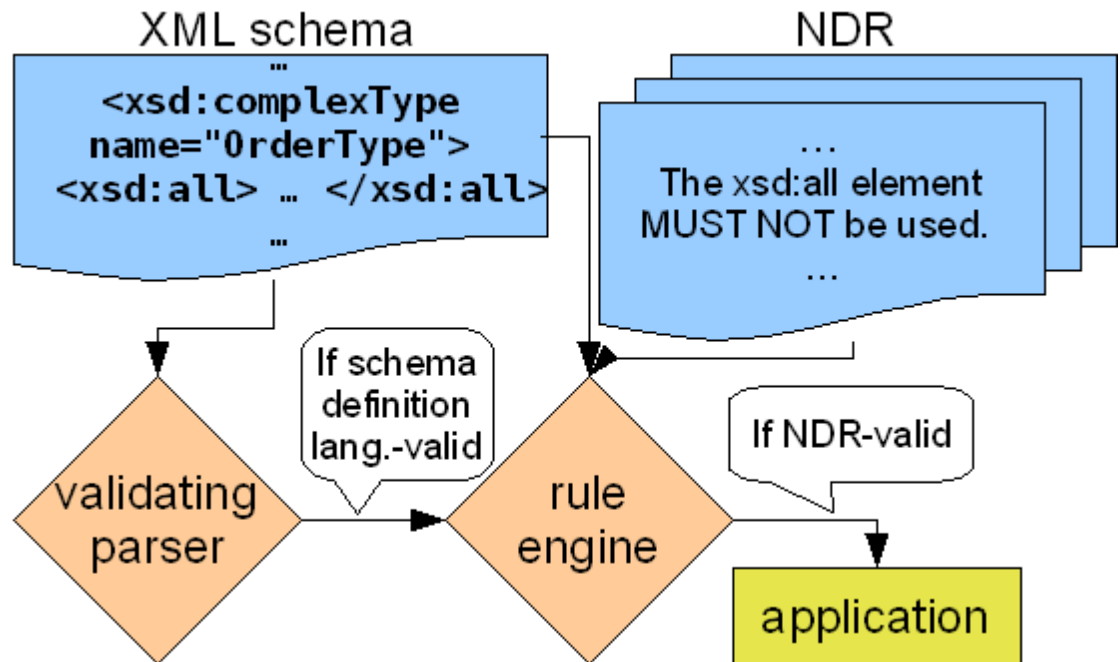 XML schema
…
<xsd:complexType
name="OrderType">
<xsd:all> … </xsd:all>
…
NDR
…
The xsd:all element
MUST NOT be used.
…
If schema
definition
lang.-valid
If NDR-valid
validating
parser
rule
engine
application